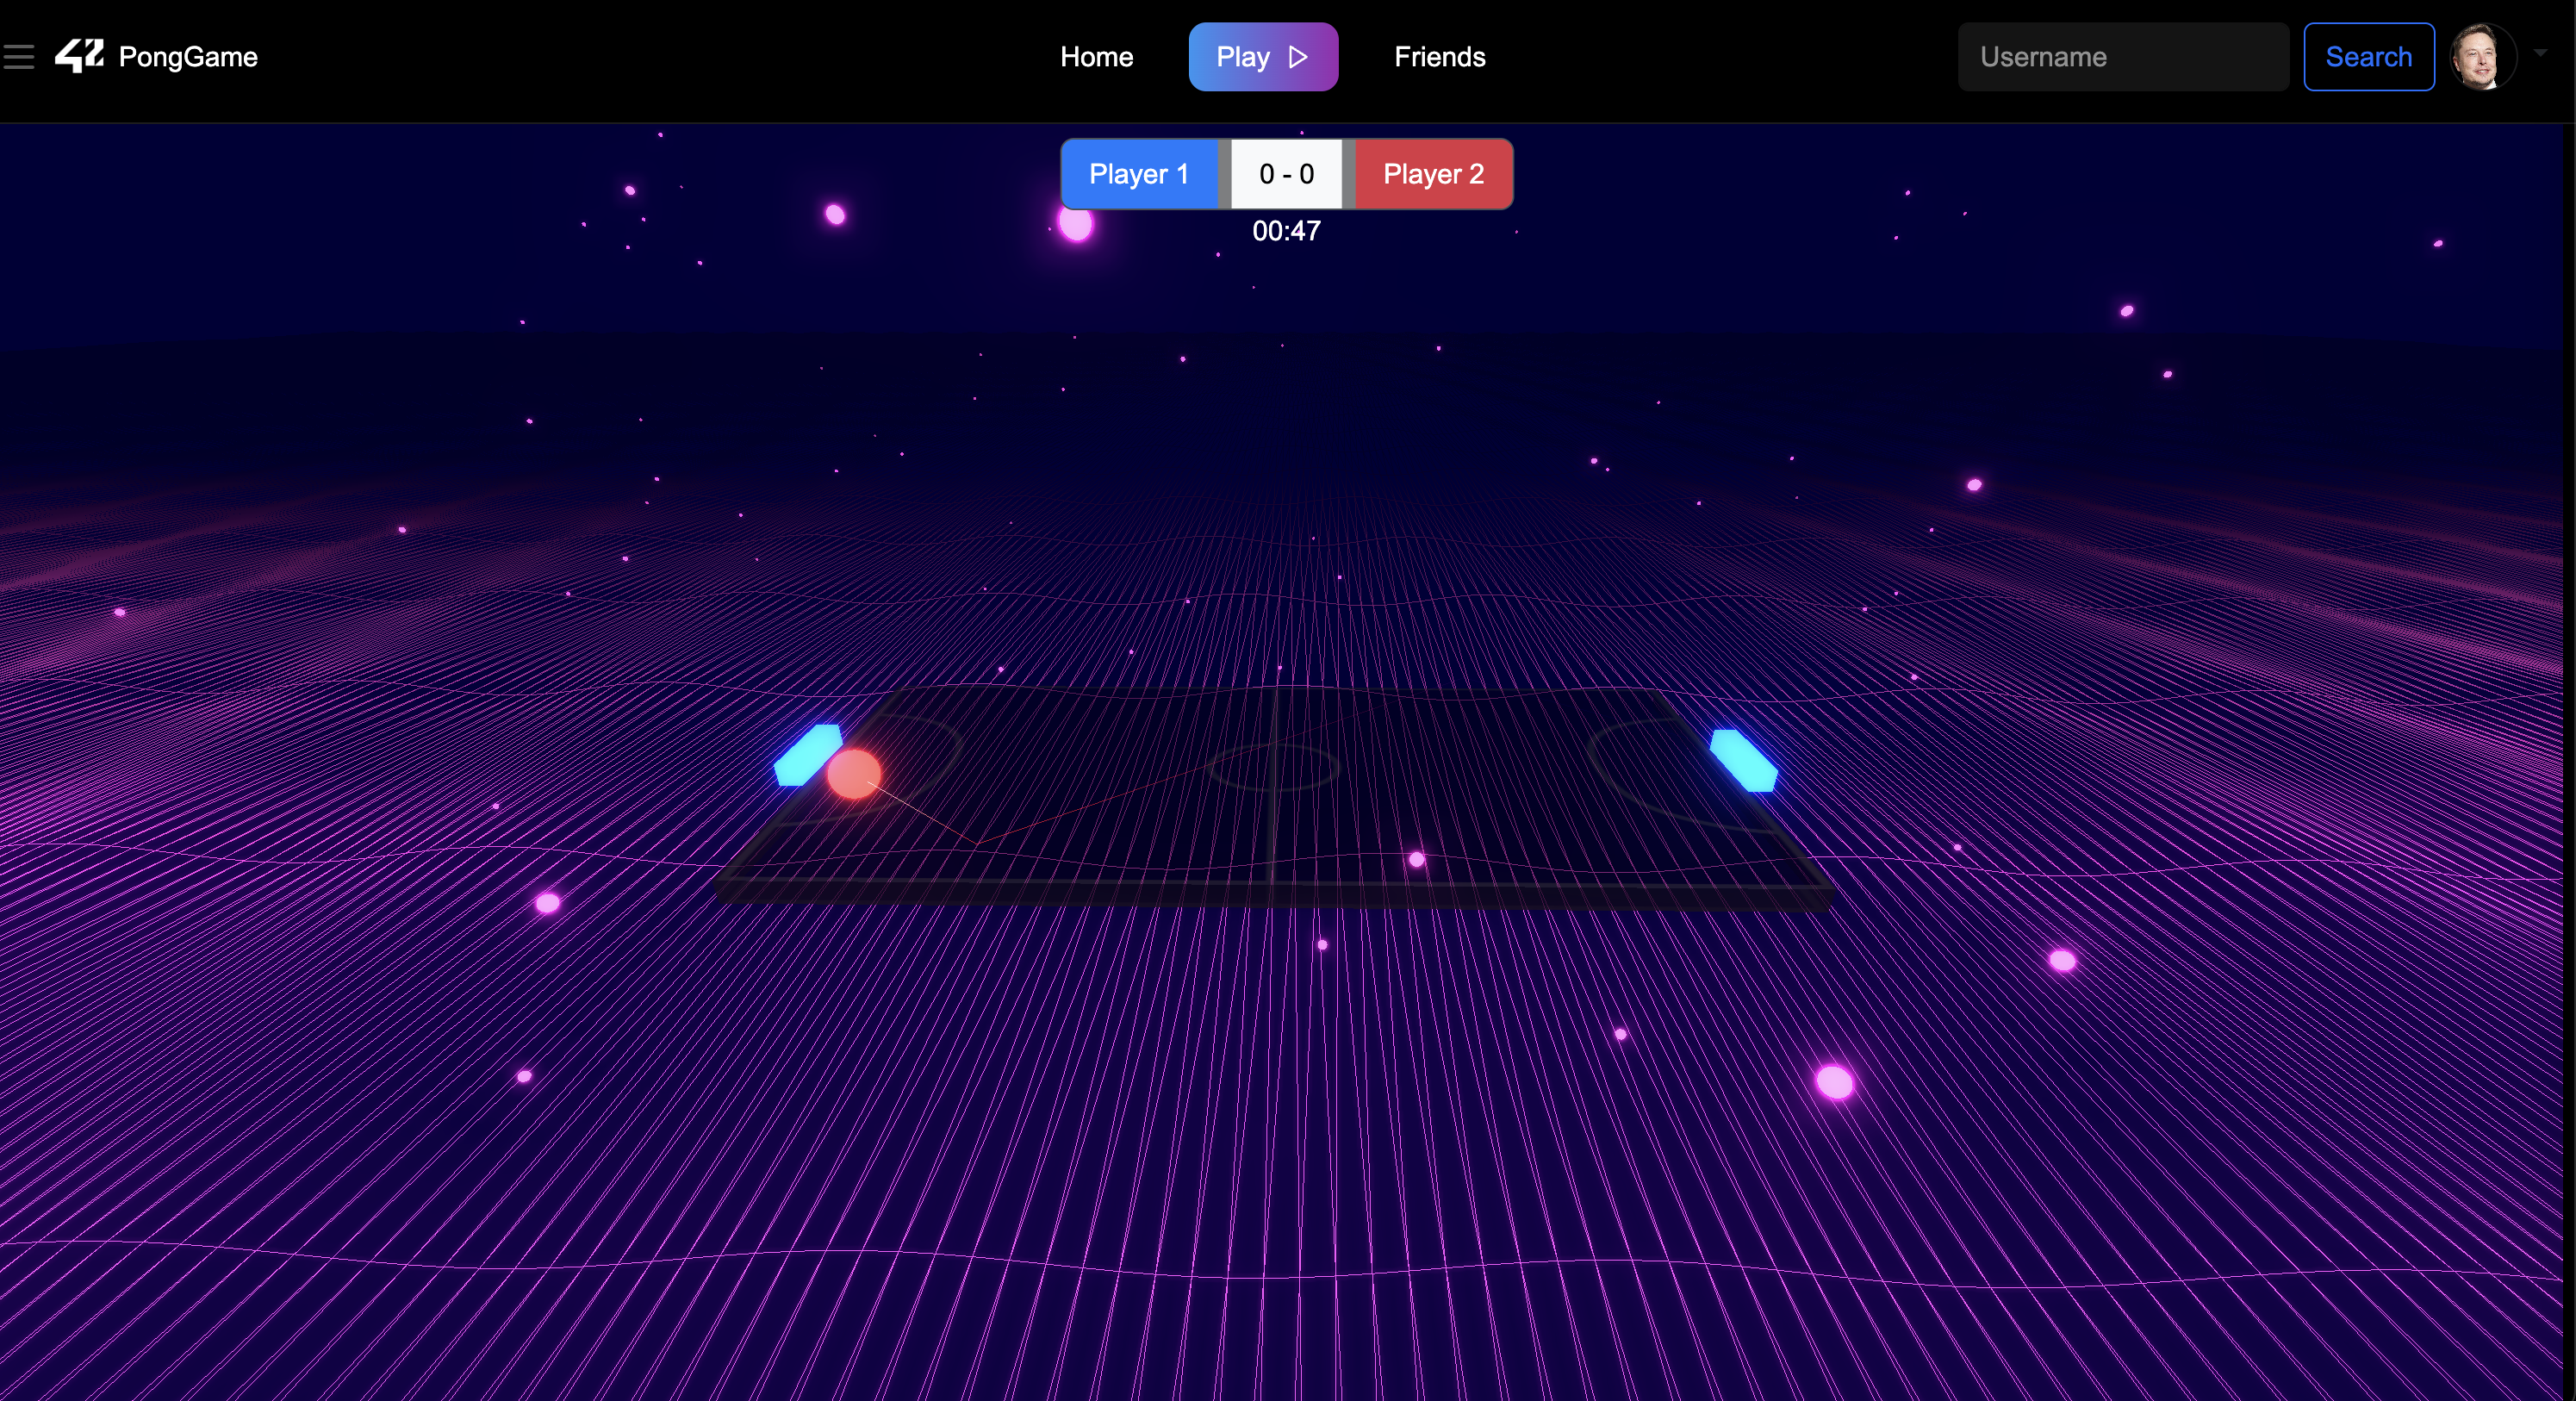 42 PongGame
Home
Play
Friends
Username
Search
Player 1
0 - 0
Player 2
00:47